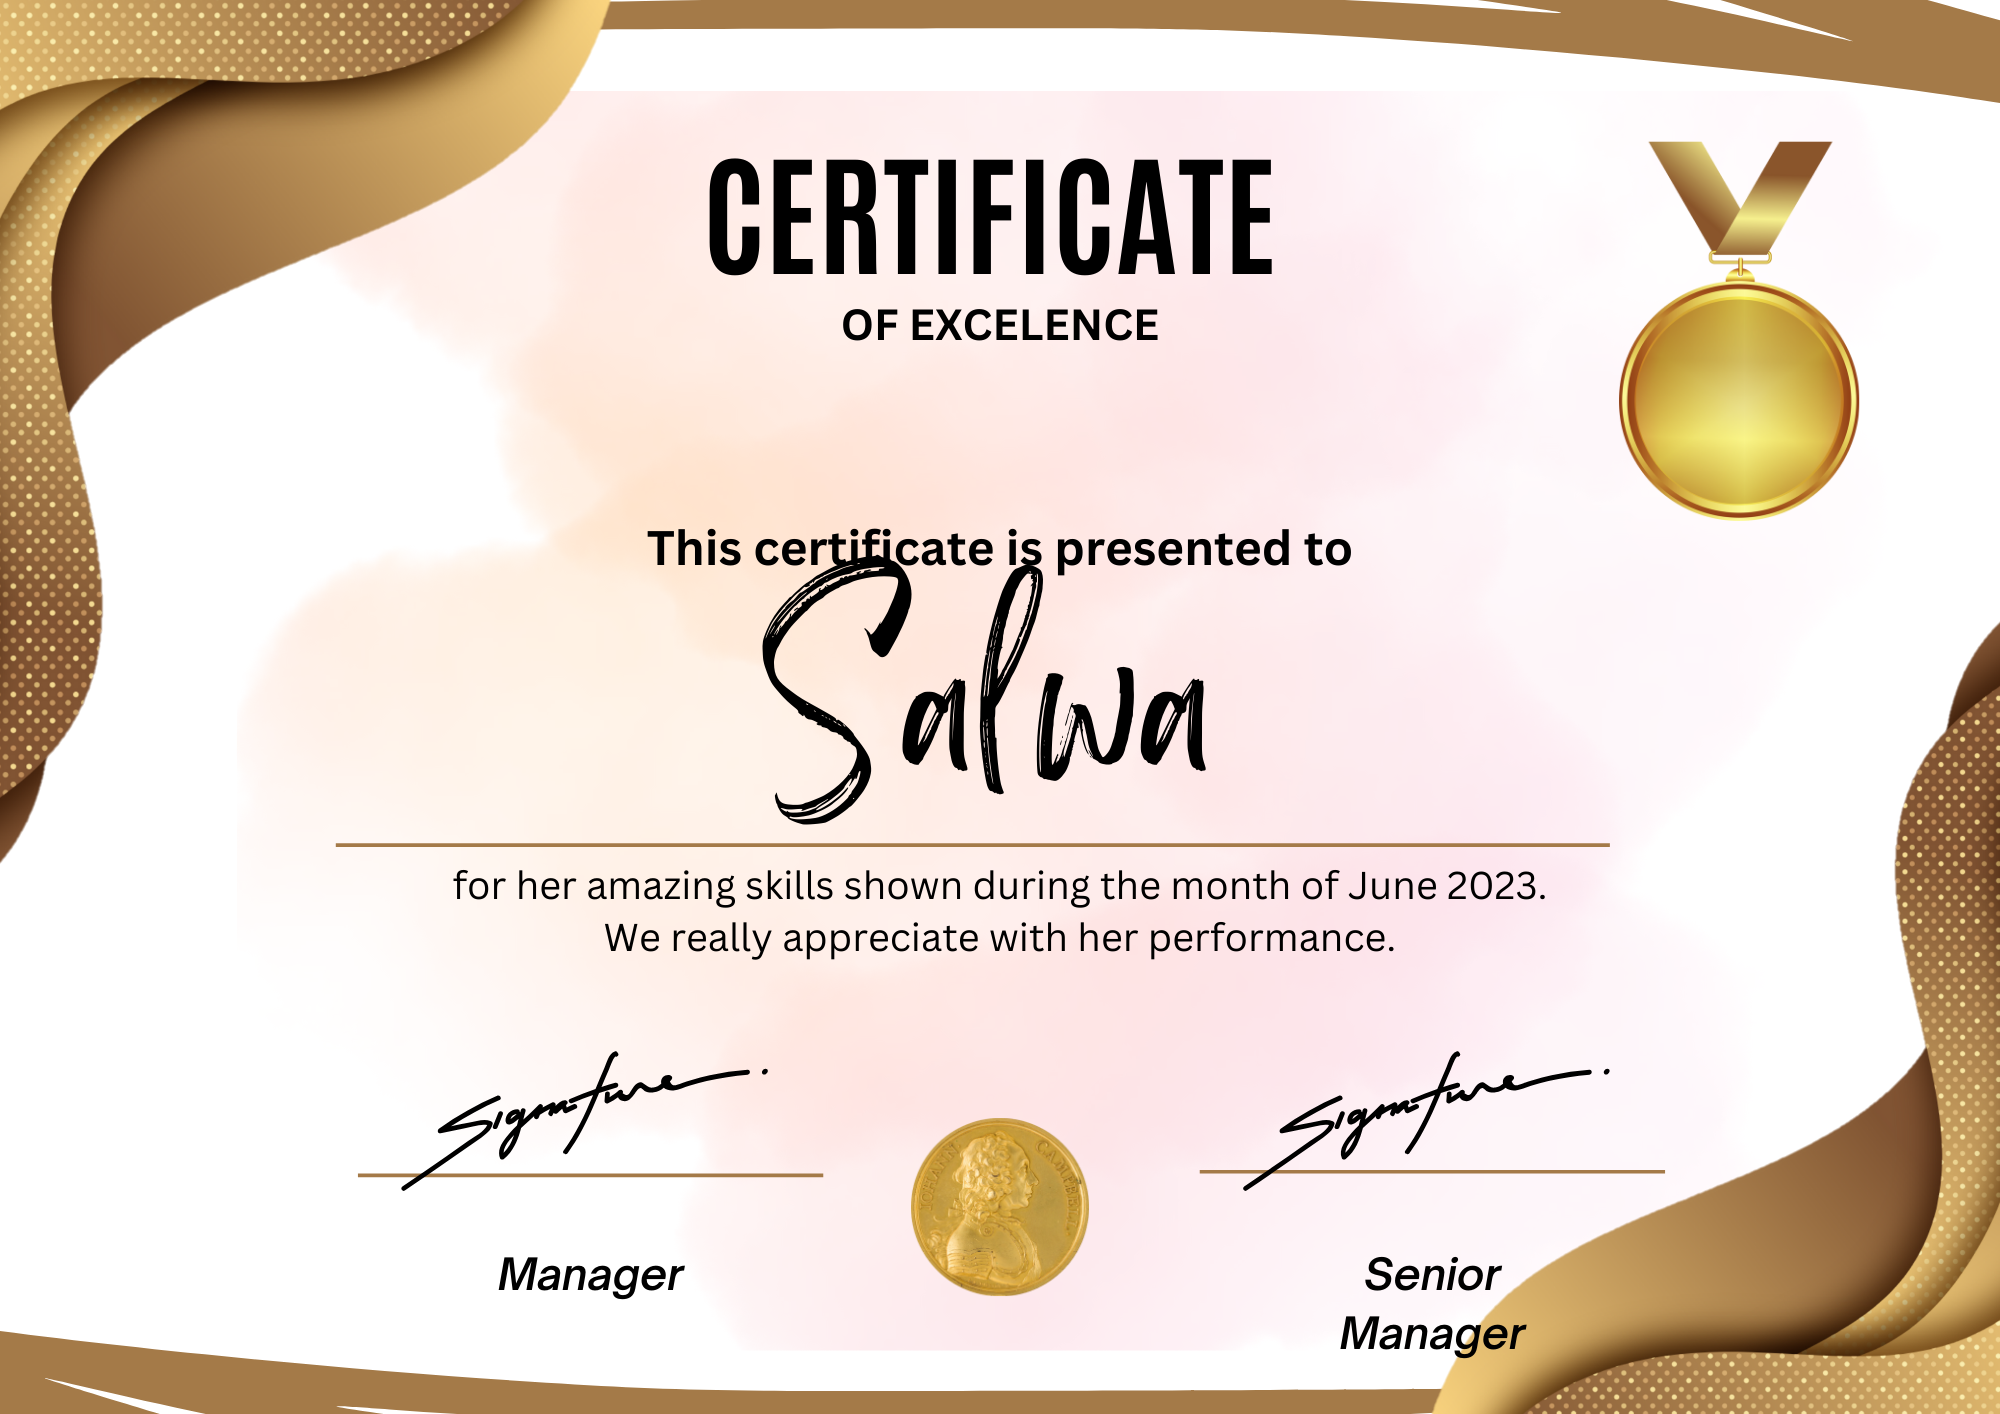 CERTIFICATE
OF EXCELENCE
This certificate is presented to
Salwa
for her amazing skills shown during the month of June 2023.
We really appreciate with her performance.
Signature
Signature
JOHANN
Manager
Senior
Manager